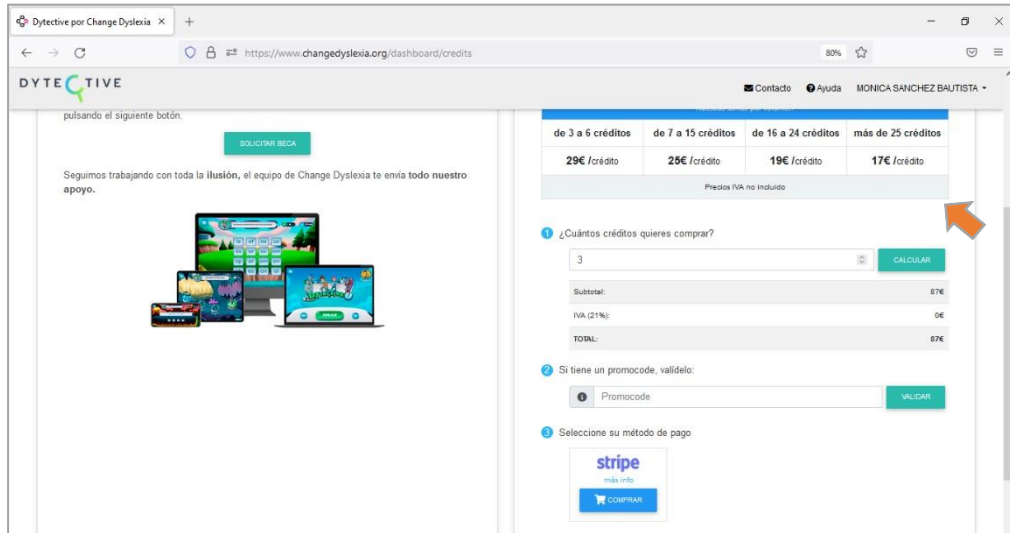 Dytective por Change Dyslexia
https://www.changedyslexia.org/dashboard/credits
80%
DYTECTIVE
Contacto
Ayuda
MONICA SANCHEZ BAUTISTA
pulsando el siguiente botón.
SOLICITAR BECA
Seguimos trabajando con toda la ilusión, el equipo de Change Dyslexia te envía todo nuestro
apoyo.
de 3 a 6 créditos
de 7 a 15 créditos
de 16 a 24 créditos
más de 25 créditos
29€ /crédito
25€ /crédito
19€ /crédito
17€ /crédito
Precios IVA no incluido
1 ¿Cuántos créditos quieres comprar?
3
CALCULAR
Subtotal: 87€
IVA (21%): 0€
TOTAL: 87€
2 Si tiene un promocode, valídelo:
Promocode
VALIDAR
3 Seleccione su método de pago
stripe
más info
COMPRAR